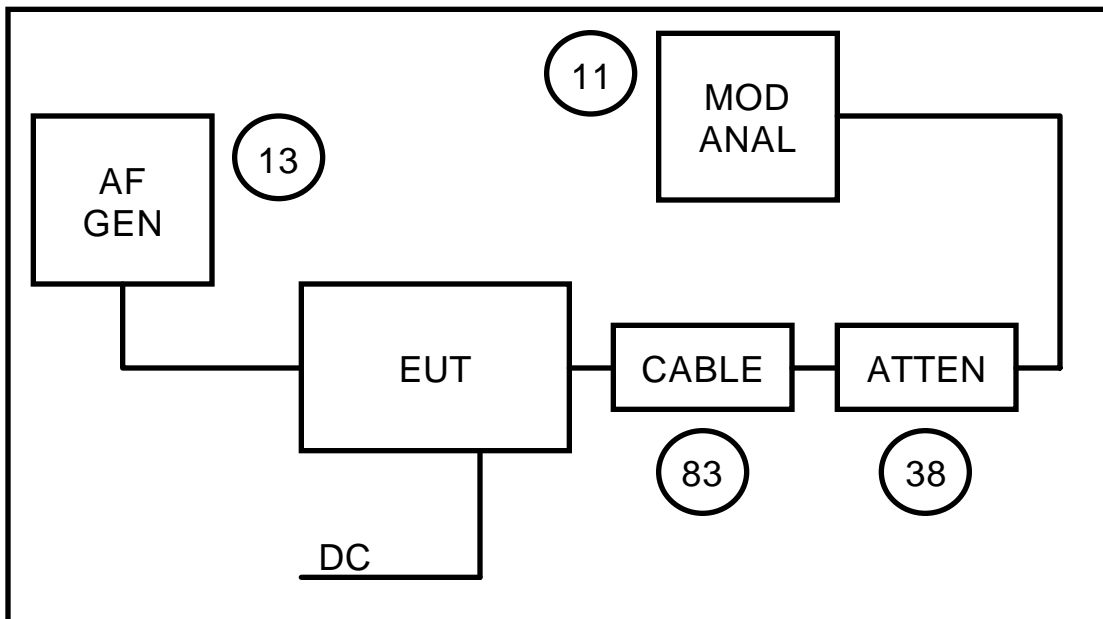 11
MOD
ANAL
13
AF
GEN
EUT
CABLE
ATTEN
83
38
DC